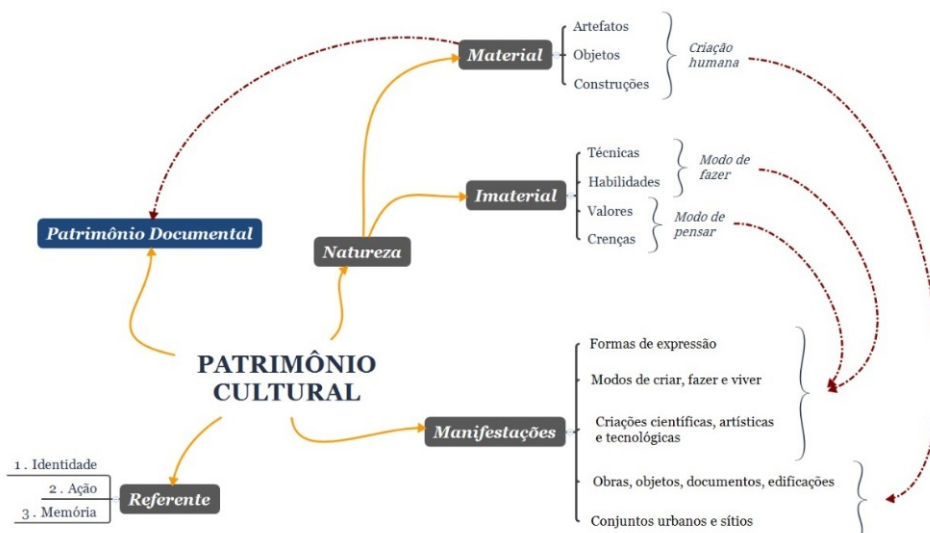 Material
Artefatos
Objetos
Construções
Criação
humana
Imaterial
Técnicas
Habilidades
Valores
Crenças
Modo de
fazer
Modo de
pensar
Patrimônio Documental
Natureza
PATRIMÔNIO
CULTURAL
Manifestações
Formas de expressão
Modos de criar, fazer e viver
Criações científicas, artísticas
e tecnológicas
Obras, objetos, documentos, edificações
Conjuntos urbanos e sítios
1 . Identidade
2 . Ação
3 . Memória
Referente